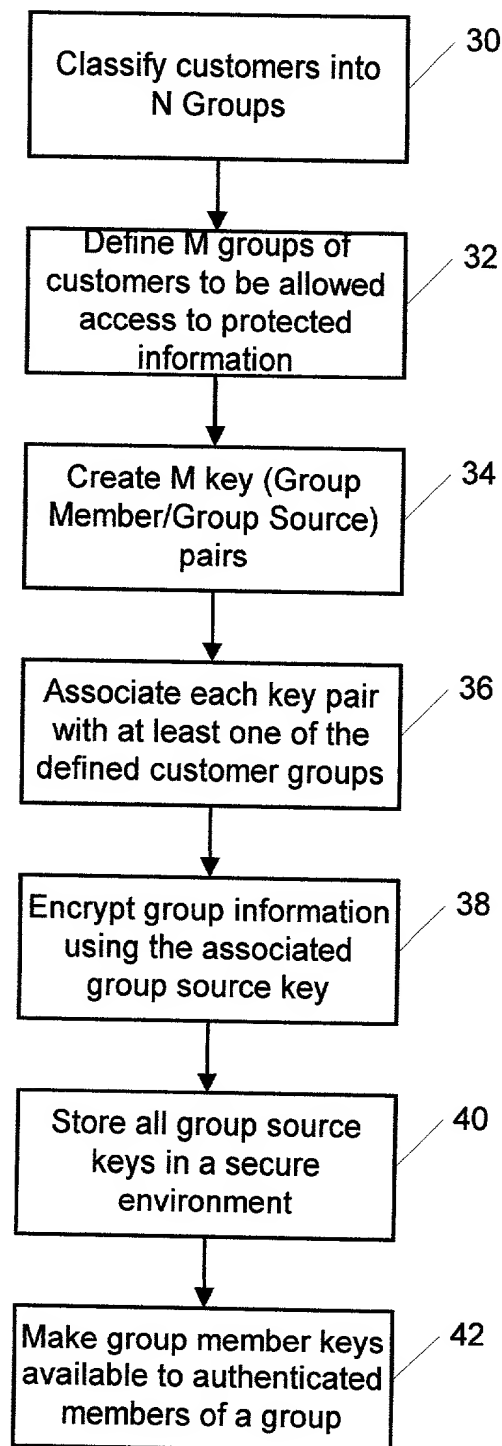 Classify customers into
N Groups
30
Define M groups of
customers to be allowed
access to protected
information
32
Create M key (Group
Member/Group Source)
pairs
34
Associate each key pair
with at least one of the
defined customer groups
36
Encrypt group information
using the associated
group source key
38
Store all group source
keys in a secure
environment
40
Make group member keys
available to authenticated
members of a group
42